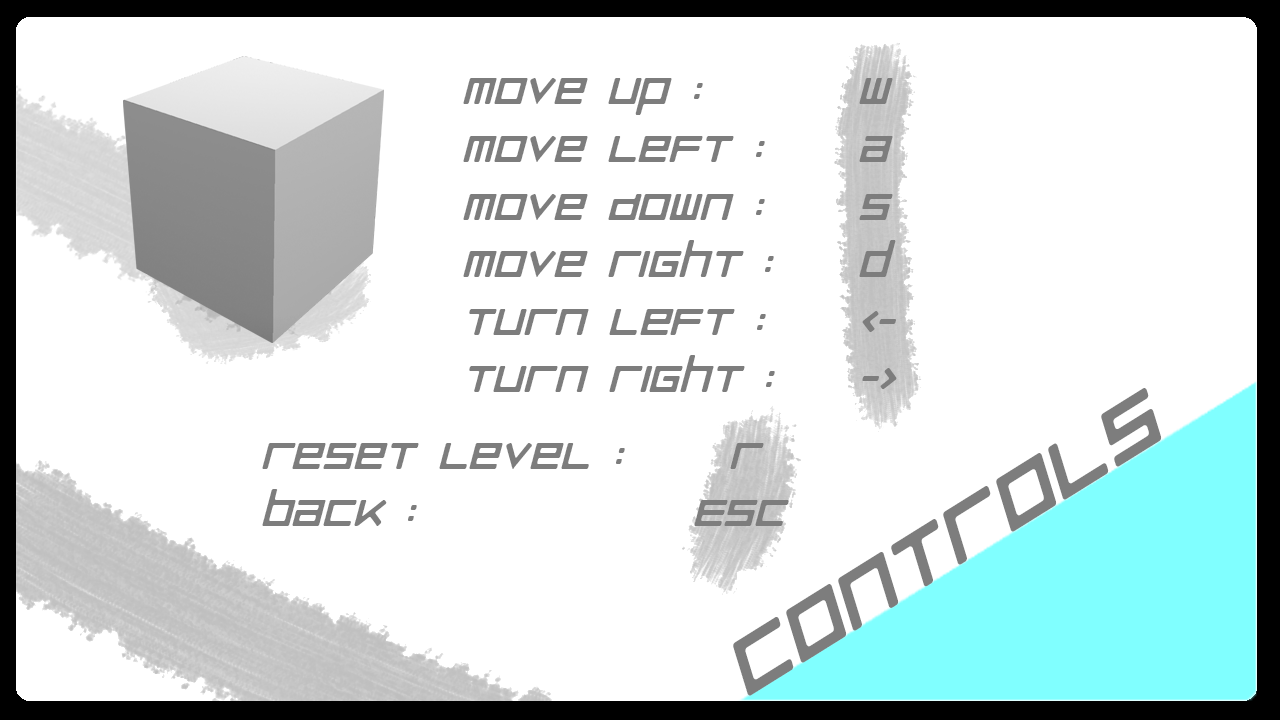 move up : w
move left : a
move down : s
move right : d
turn left : <-
turn right : ->
reset level : r
back : ESC
CONTROLS